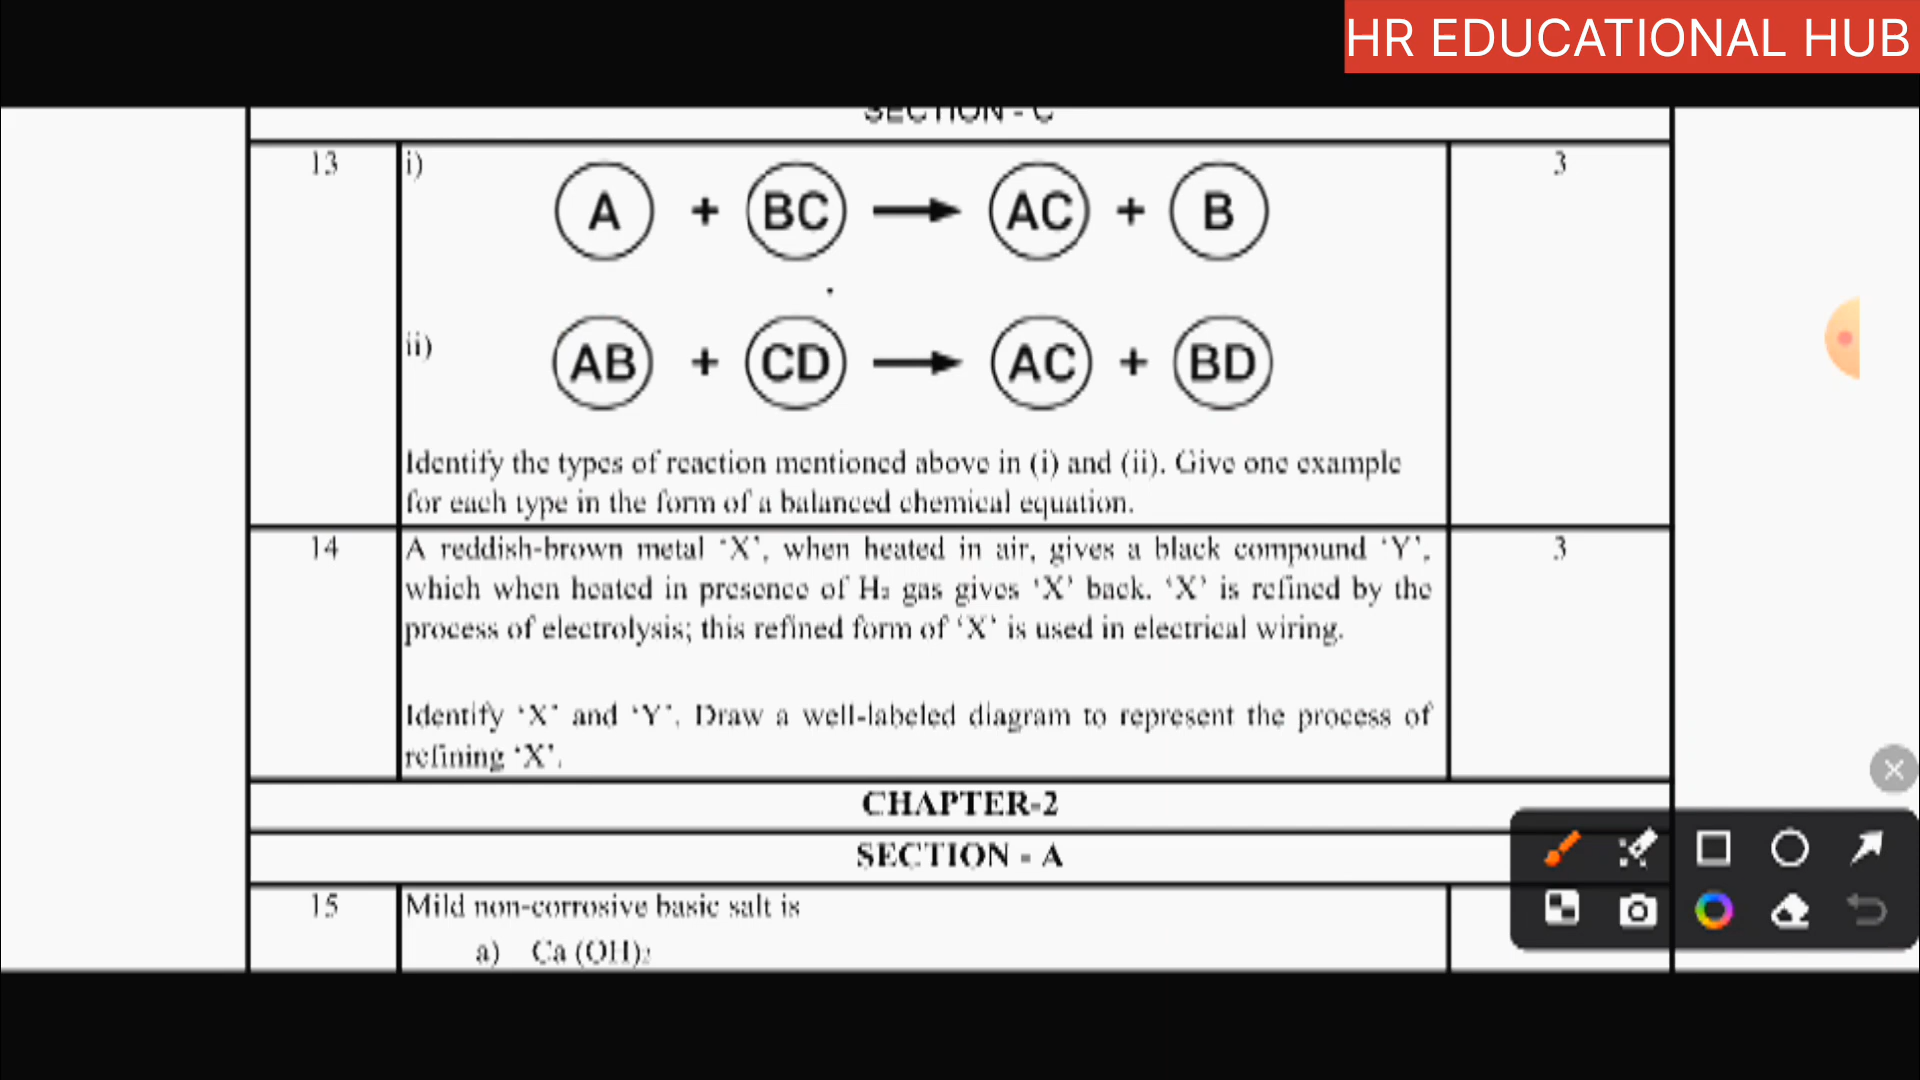 HR EDUCATIONAL HUB
SECTION - C
13 i) 3
A + BC → AC + B
ii)
AB + CD → AC + BD
Identify the types of reaction mentioned above in (i) and (ii). Give one example
for each type in the form of a balanced chemical equation.
14 A reddish-brown metal ‘X’, when heated in air, gives a black compound ‘Y’, 3
which when heated in presence of H₂ gas gives ‘X’ back. ‘X’ is refined by the
process of electrolysis; this refined form of ‘X’ is used in electrical wiring.
Identify ‘X’ and ‘Y’. Draw a well-labeled diagram to represent the process of
refining ‘X’.
CHAPTER-2
SECTION - A
15 Mild non-corrosive basic salt is
a) Ca (OH)₂